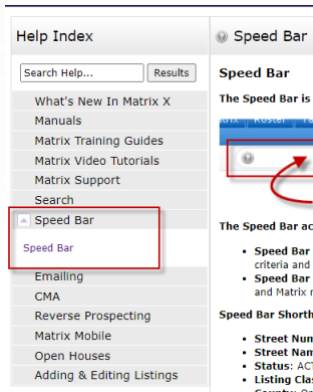 Help Index
Search Help...
Results
What's New In Matrix X
Manuals
Matrix Training Guides
Matrix Video Tutorials
Matrix Support
Search
Speed Bar
Speed Bar
Emailing
CMA
Reverse Prospecting
Matrix Mobile
Open Houses
Adding & Editing Listings
Speed Bar
Speed Bar
The Speed Bar is
The Speed Bar ac
• Speed Bar
criteria and
• Speed Bar
and Matrix r
Speed Bar Shorth
• Street Num
• Street Nam
• Status: ACT
• Listing Clas